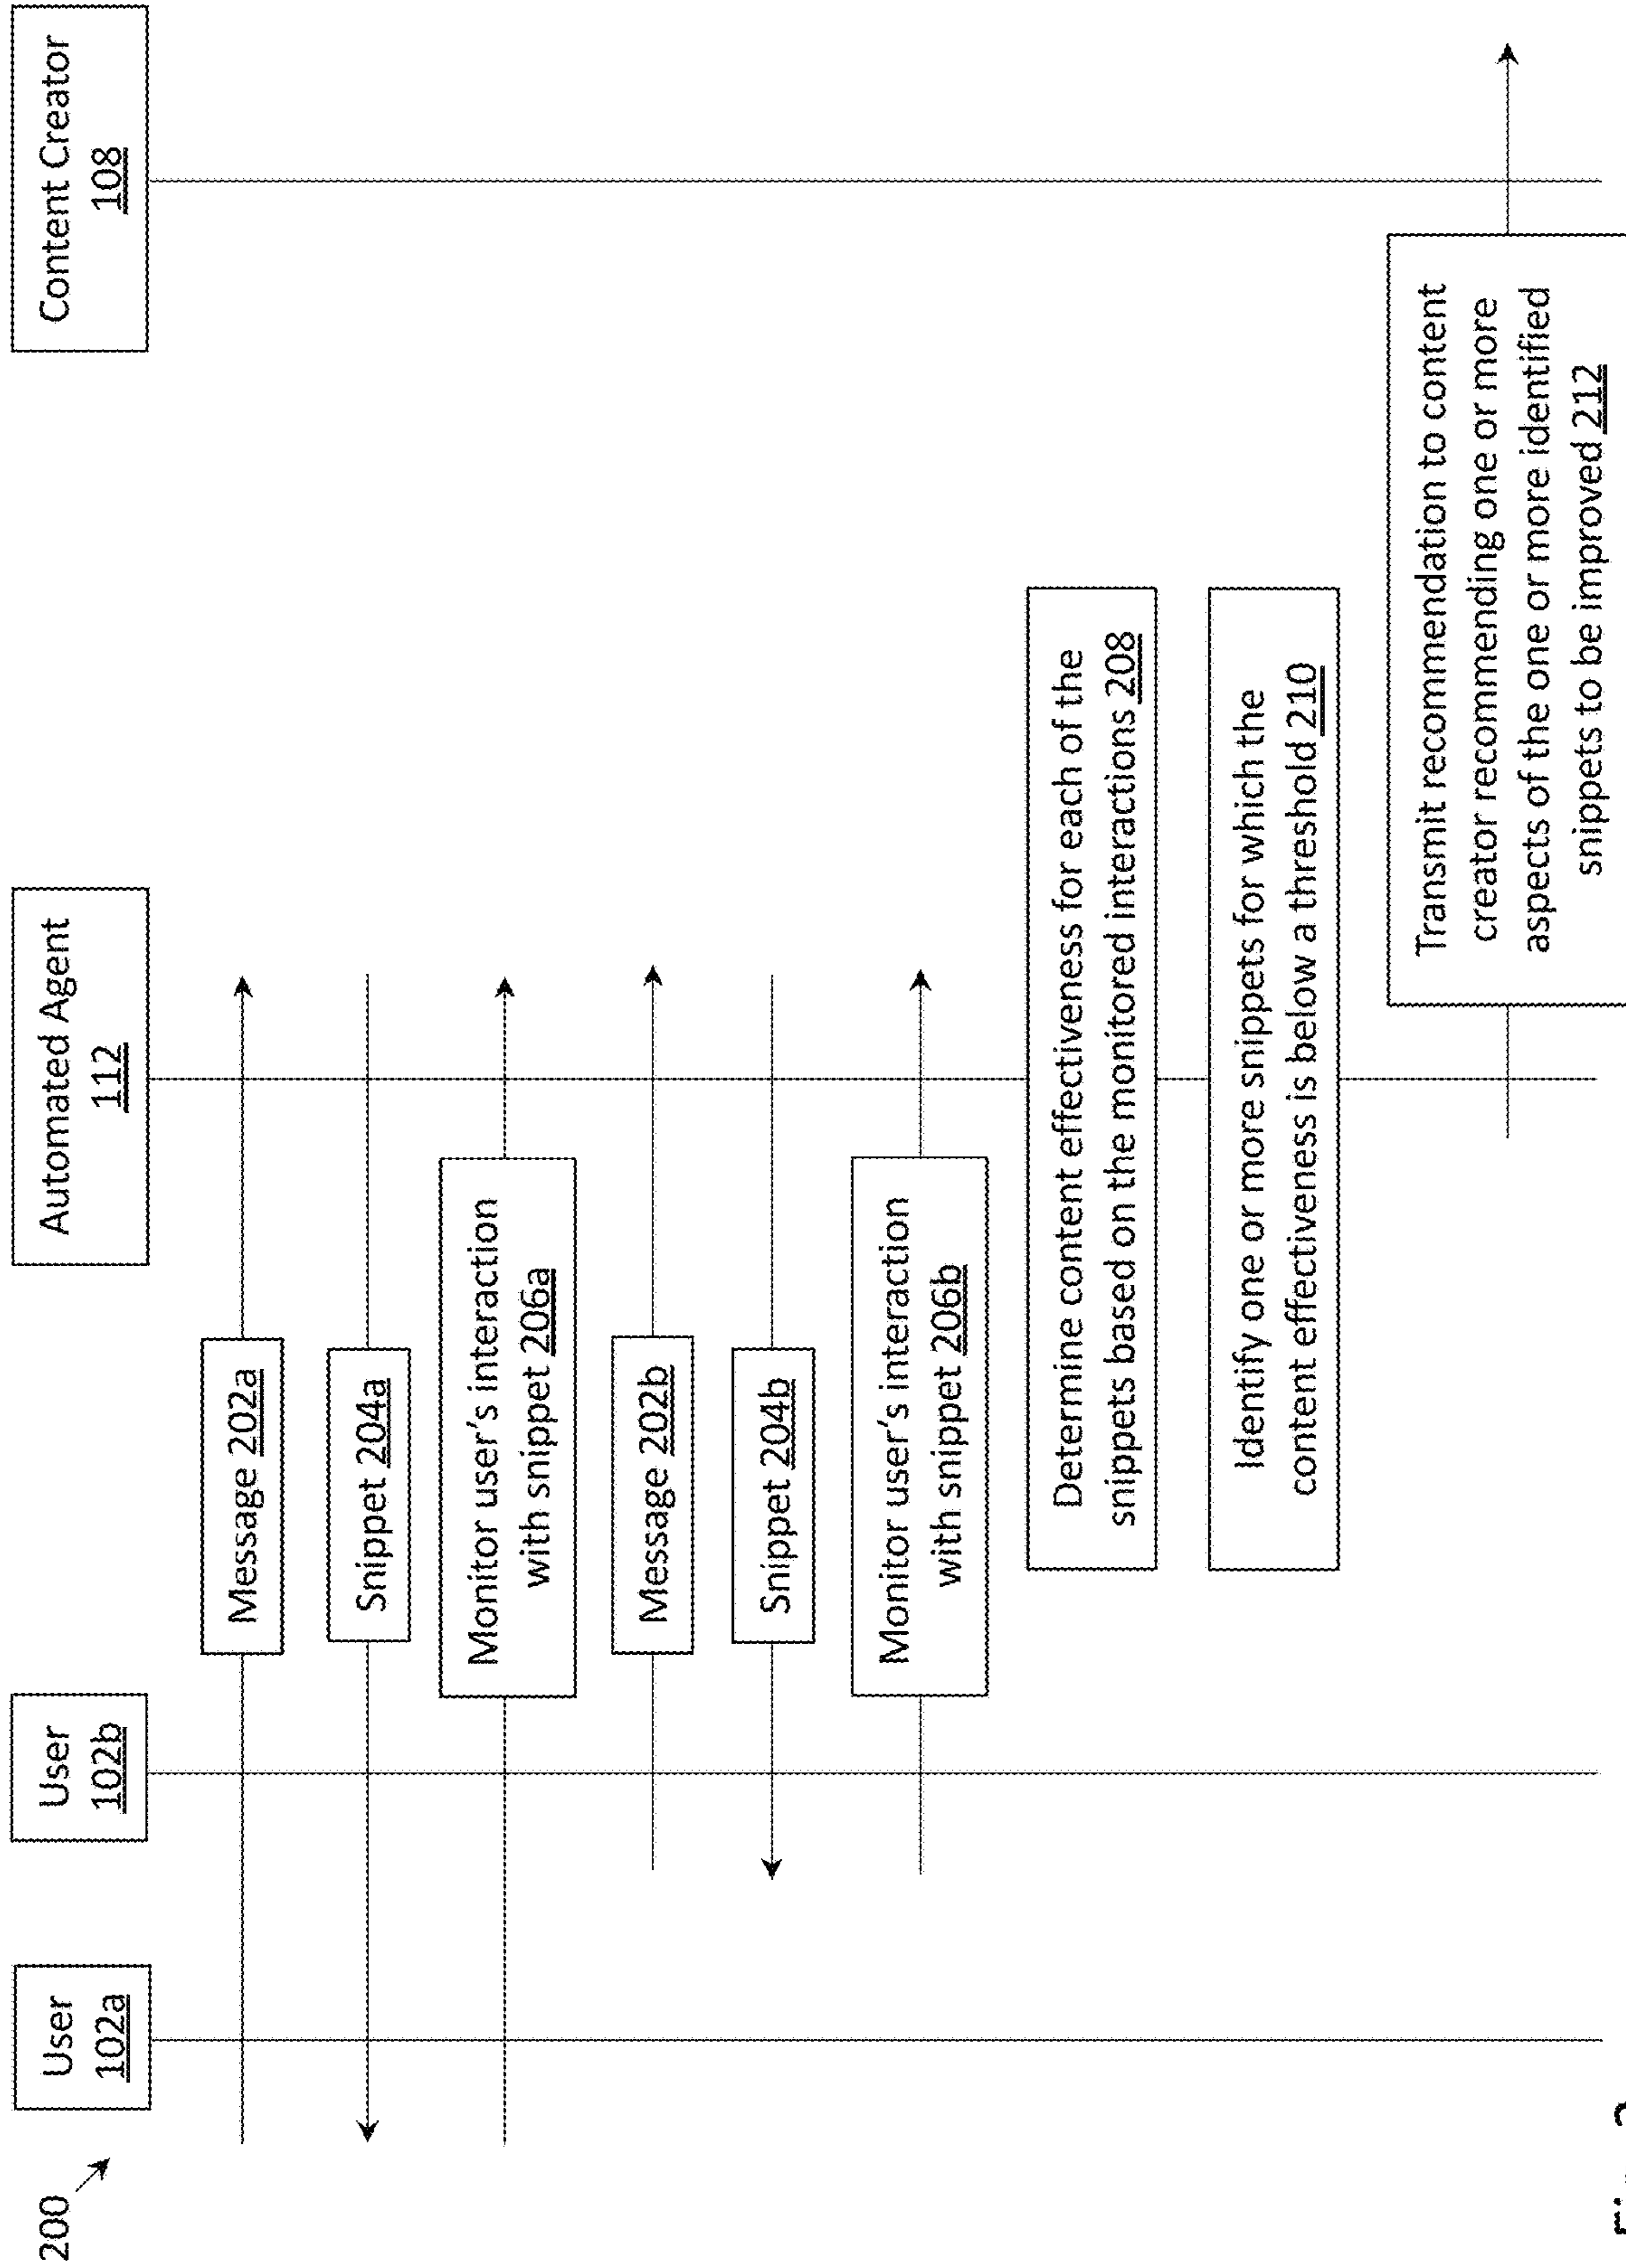 200
User
102a
User
102b
Automated Agent
112
Content Creator
108
Message 202a
Snippet 204a
Monitor user's interaction
with snippet 206a
Message 202b
Snippet 204b
Monitor user's interaction
with snippet 206b
Determine content effectiveness for each of the
snippets based on the monitored interactions 208
Identify one or more snippets for which the
content effectiveness is below a threshold 210
Transmit recommendation to content
creator recommending one or more
aspects of the one or more identified
snippets to be improved 212